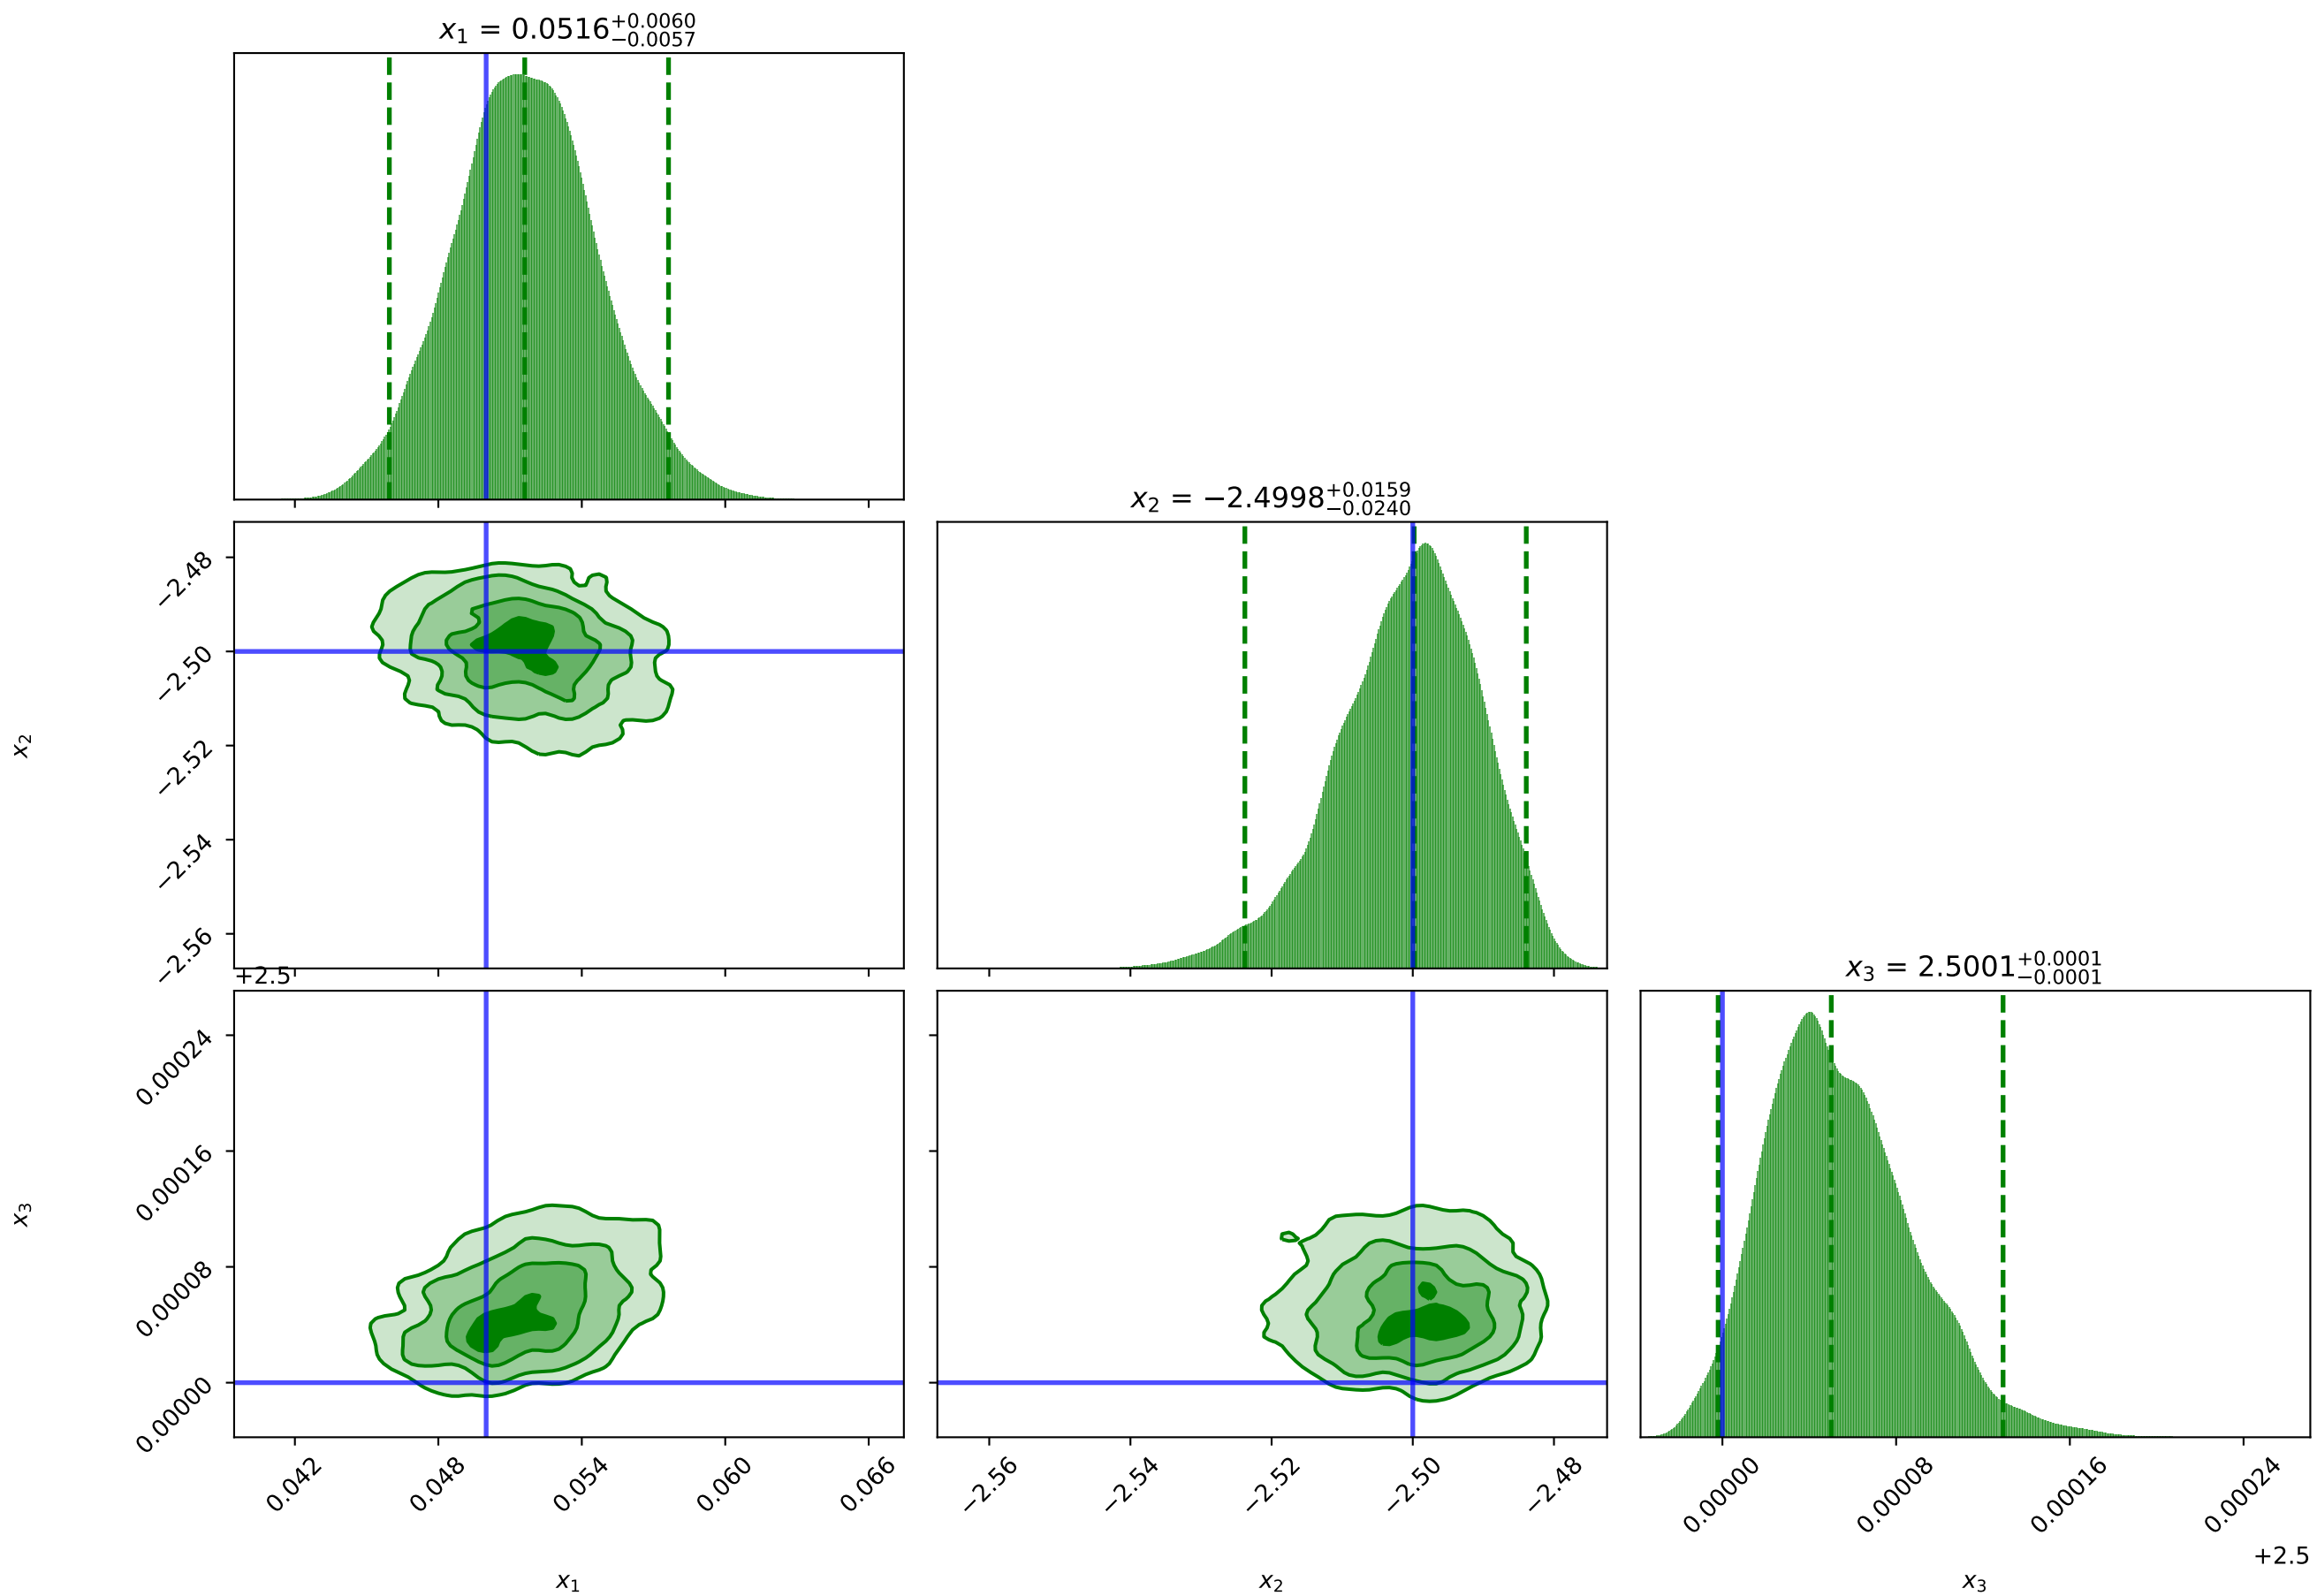 x₁ = 0.0516 +0.0060 −0.0057
x₂ = −2.4998 +0.0159 −0.0240
−2.48
−2.50
−2.52
−2.54
−2.56
x₂
x₃ = 2.5001 +0.0001 −0.0001
+2.5
0.00024
0.00016
0.00008
0.00000
x₃
0.042 0.048 0.054 0.060 0.066
−2.56 −2.54 −2.52 −2.50 −2.48
0.00000 0.00008 0.00016 0.00024
+2.5
x₁ x₂ x₃